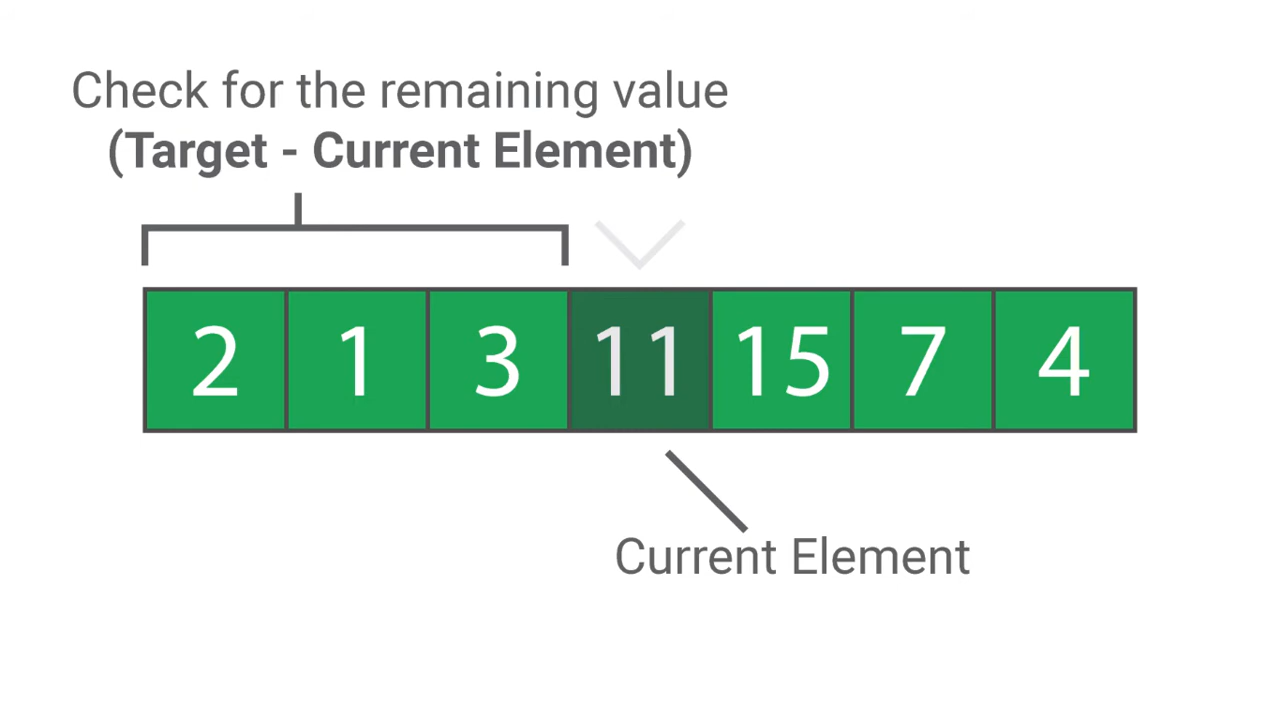 Check for the remaining value
(Target - Current Element)
2 1 3 11 15 7 4
Current Element